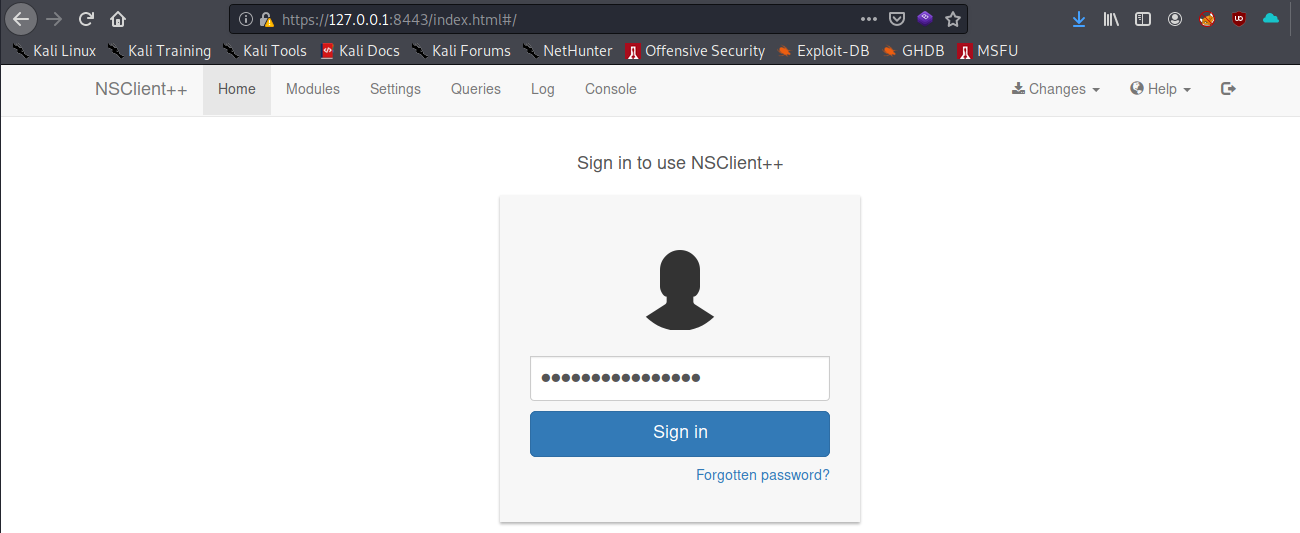 https://127.0.0.1:8443/index.html#/
Kali Linux Kali Training Kali Tools Kali Docs Kali Forums NetHunter Offensive Security Exploit-DB GHDB MSFU
NSClient++ Home Modules Settings Queries Log Console Changes Help
Sign in to use NSClient++
●●●●●●●●●●●●●●●●
Sign in
Forgotten password?